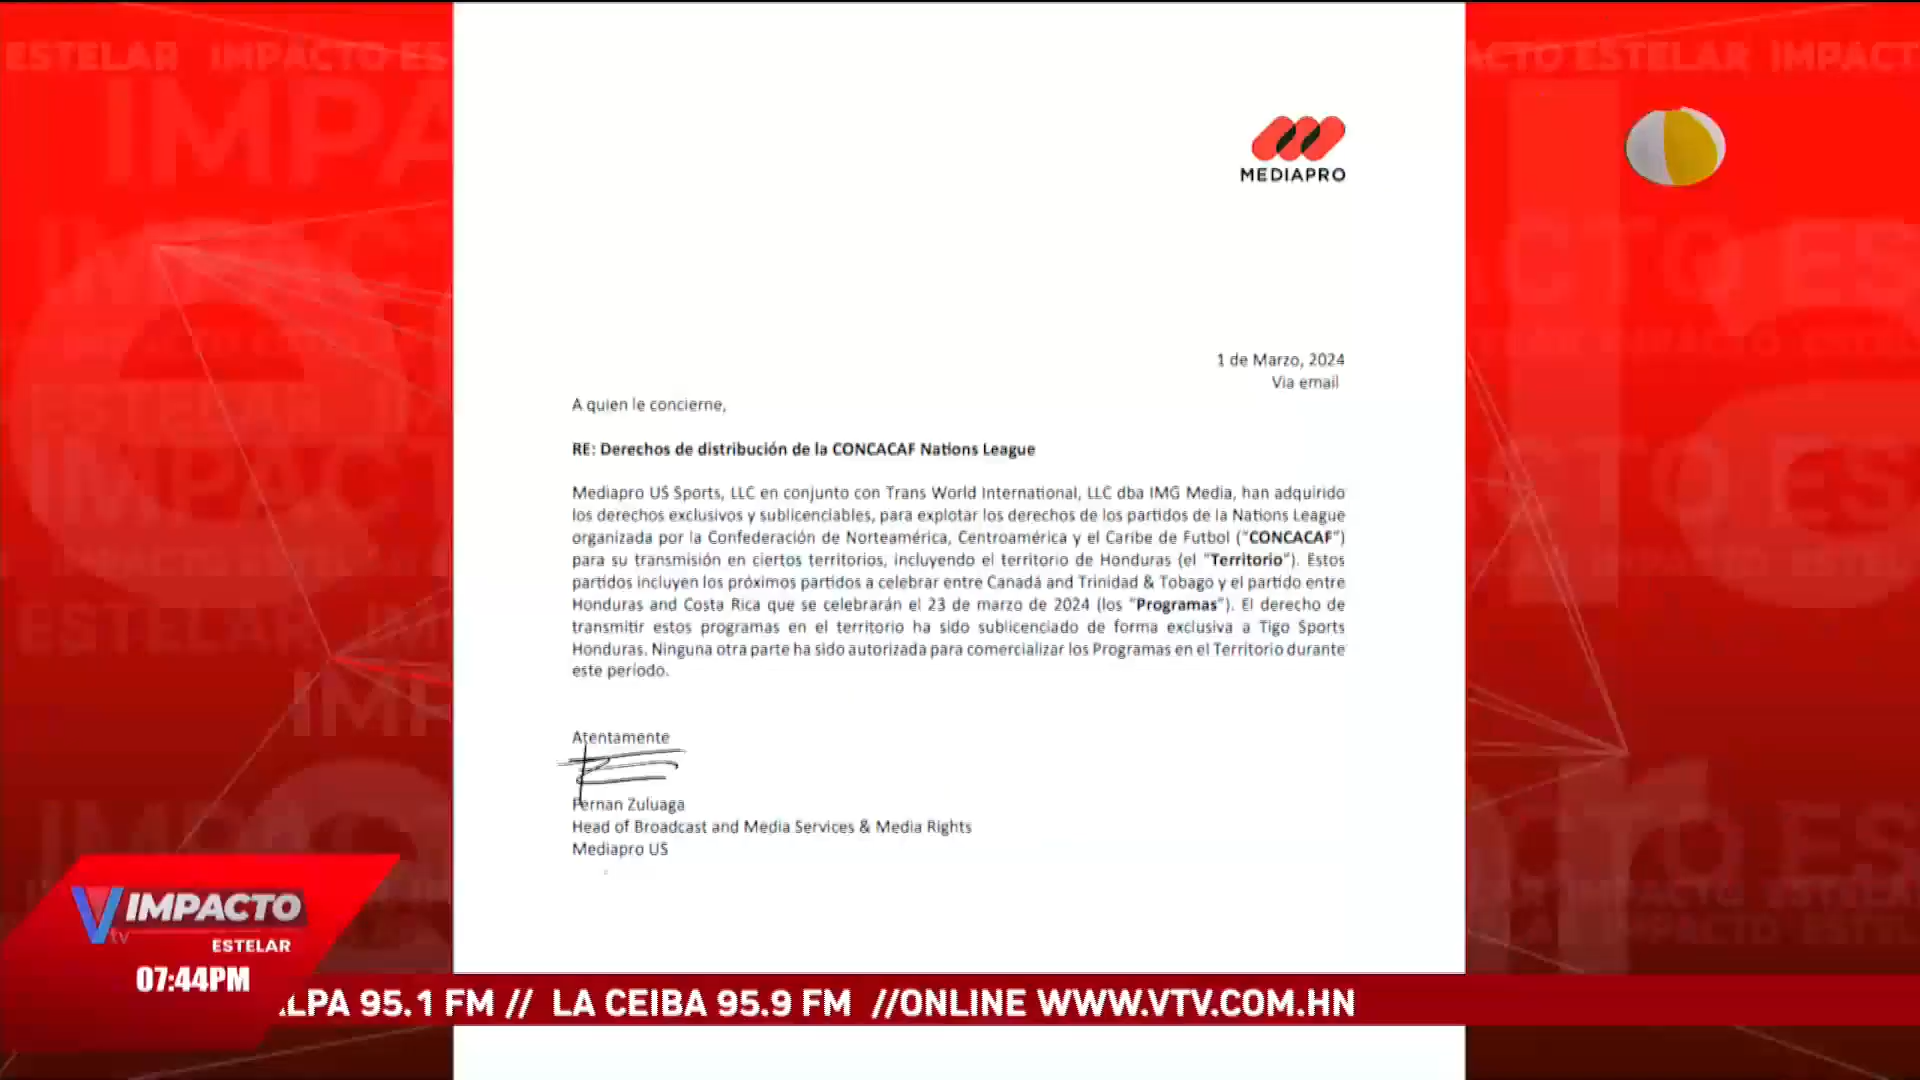 ESTELAR IMPACTO ES
ACTO ESTELAR IMPACT
MEDIAPRO
1 de Marzo, 2024
Via email
A quien le concierne,
RE: Derechos de distribución de la CONCACAF Nations League
Mediapro US Sports, LLC en conjunto con Trans World International, LLC dba IMG Media, han adquirido
los derechos exclusivos y sublicenciables, para explotar los derechos de los partidos de la Nations League
organizada por la Confederación de Norteamérica, Centroamérica y el Caribe de Futbol ("CONCACAF")
para su transmisión en ciertos territorios, incluyendo el territorio de Honduras (el "Territorio"). Estos
partidos incluyen los próximos partidos a celebrar entre Canadá and Trinidad & Tobago y el partido entre
Honduras and Costa Rica que se celebrarán el 23 de marzo de 2024 (los "Programas"). El derecho de
transmitir estos programas en el territorio ha sido sublicenciado de forma exclusiva a Tigo Sports
Honduras. Ninguna otra parte ha sido autorizada para comercializar los Programas en el Territorio durante
este período.
Atentamente
Fernan Zuluaga
Head of Broadcast and Media Services & Media Rights
Mediapro US
Vtv IMPACTO
ESTELAR
07:44PM
LPA 95.1 FM // LA CEIBA 95.9 FM //ONLINE WWW.VTV.COM.HN